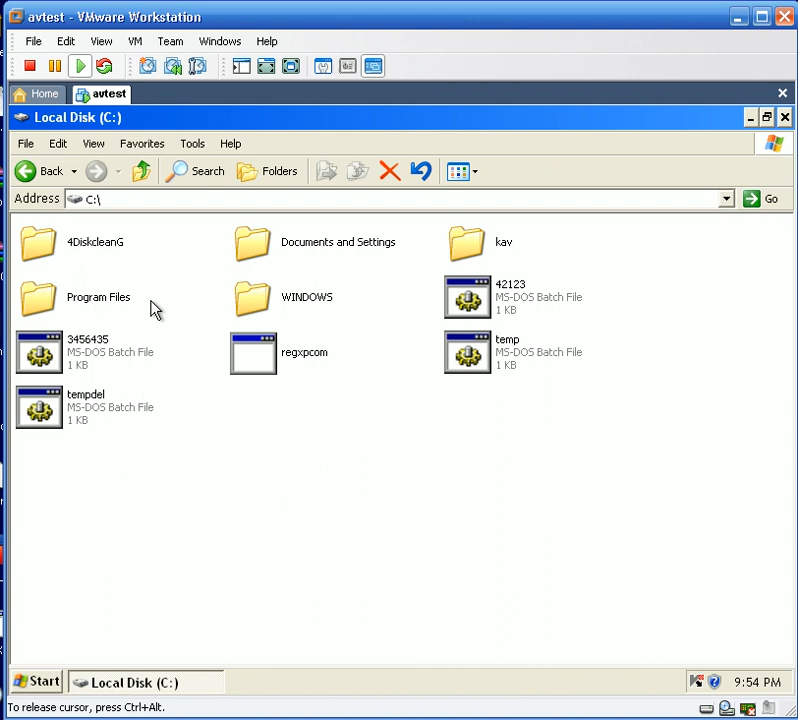 avtest - VMware Workstation
File Edit View VM Team Windows Help
Home avtest
Local Disk (C:)
File Edit View Favorites Tools Help
Back Search Folders
Address C:\ Go
4DiskcleanG
Documents and Settings
kav
Program Files
WINDOWS
42123
MS-DOS Batch File
1 KB
3456435
MS-DOS Batch File
1 KB
regxpcom
temp
MS-DOS Batch File
1 KB
tempdel
MS-DOS Batch File
1 KB
Start Local Disk (C:) 9:54 PM
To release cursor, press Ctrl+Alt.